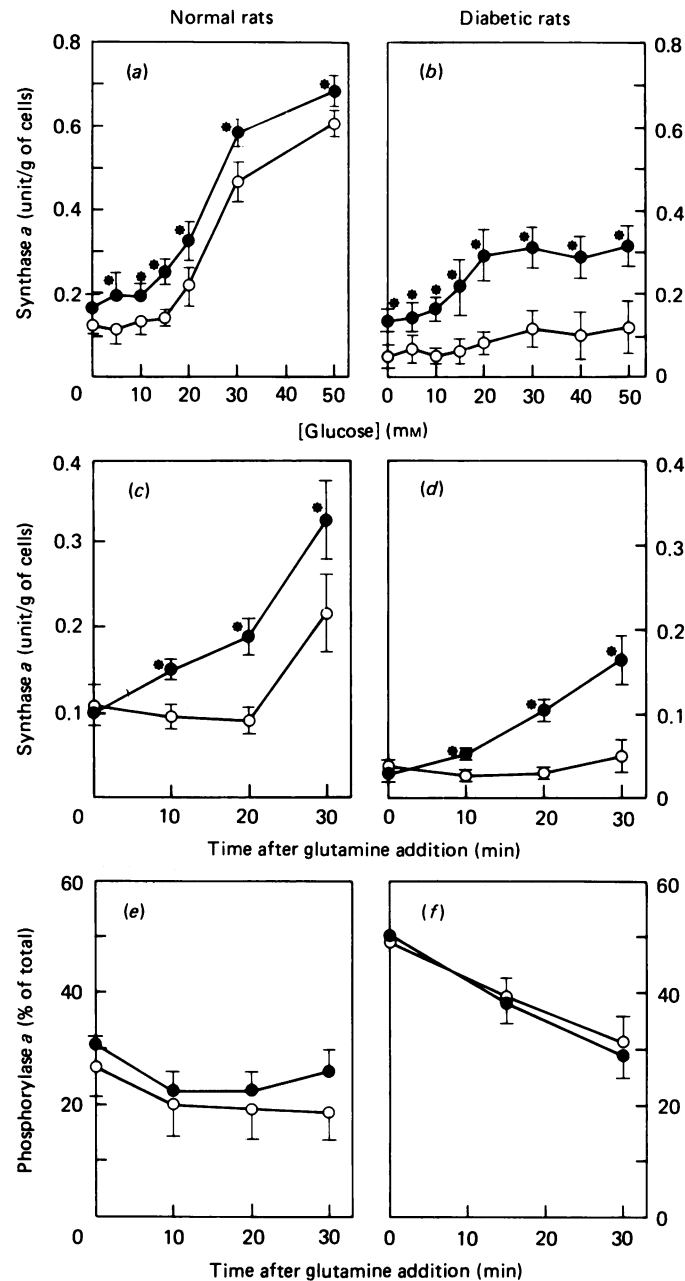 Normal rats
Diabetic rats
0.8
0.6
0.4
0.2
0
Synthase a (unit/g of cells)
(a)
0 10 20 30 40 50
(b)
0 10 20 30 40 50
0.8
0.6
0.4
0.2
0
[Glucose] (mM)
0.4
0.3
0.2
0.1
Synthase a (unit/g of cells)
(c)
0 10 20 30
(d)
0 10 20 30
0.4
0.3
0.2
0.1
0
Time after glutamine addition (min)
60
40
20
Phosphorylase a (% of total)
(e)
0 10 20 30
(f)
0 10 20 30
60
40
20
0
Time after glutamine addition (min)